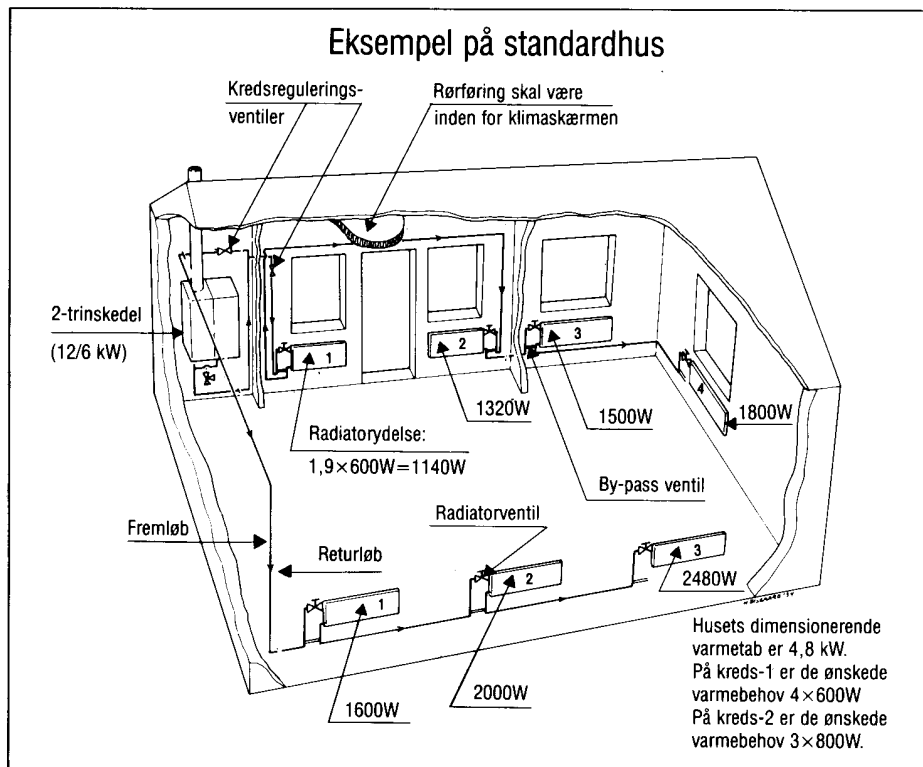 Eksempel på standardhus
Kredsregulerings-
ventiler
Rørføring skal være
inden for klimaskærmen
2-trinskedel
(12/6 kW)
1
2
3
4
1320W
1500W
1800W
Radiatorydelse:
1,9×600W=1140W
By-pass ventil
Fremløb
Radiatorventil
Returløb
1
2
3
2480W
2000W
1600W
Husets dimensionerende
varmetab er 4,8 kW.
På kreds-1 er de ønskede
varmebehov 4×600W
På kreds-2 er de ønskede
varmebehov 3×800W.